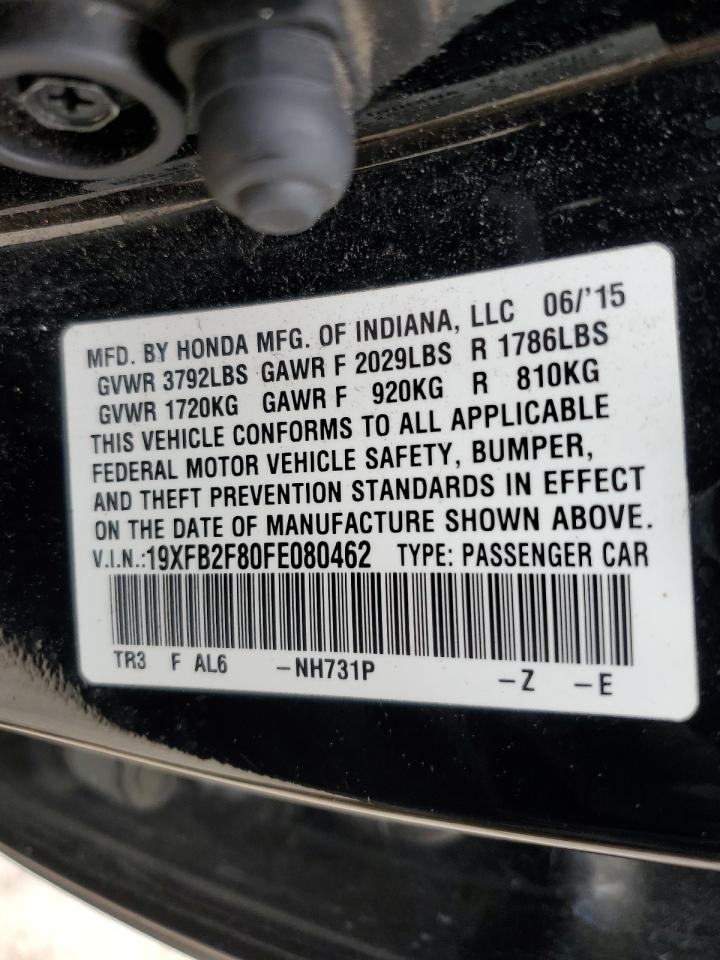 MFD. BY HONDA MFG. OF INDIANA, LLC 06/'15
GVWR 3792LBS GAWR F 2029LBS R 1786LBS
GVWR 1720KG GAWR F 920KG R 810KG
THIS VEHICLE CONFORMS TO ALL APPLICABLE
FEDERAL MOTOR VEHICLE SAFETY, BUMPER,
AND THEFT PREVENTION STANDARDS IN EFFECT
ON THE DATE OF MANUFACTURE SHOWN ABOVE.
V.I.N.:19XFB2F80FE080462 TYPE: PASSENGER CAR
TR3 F AL6 -NH731P -Z -E